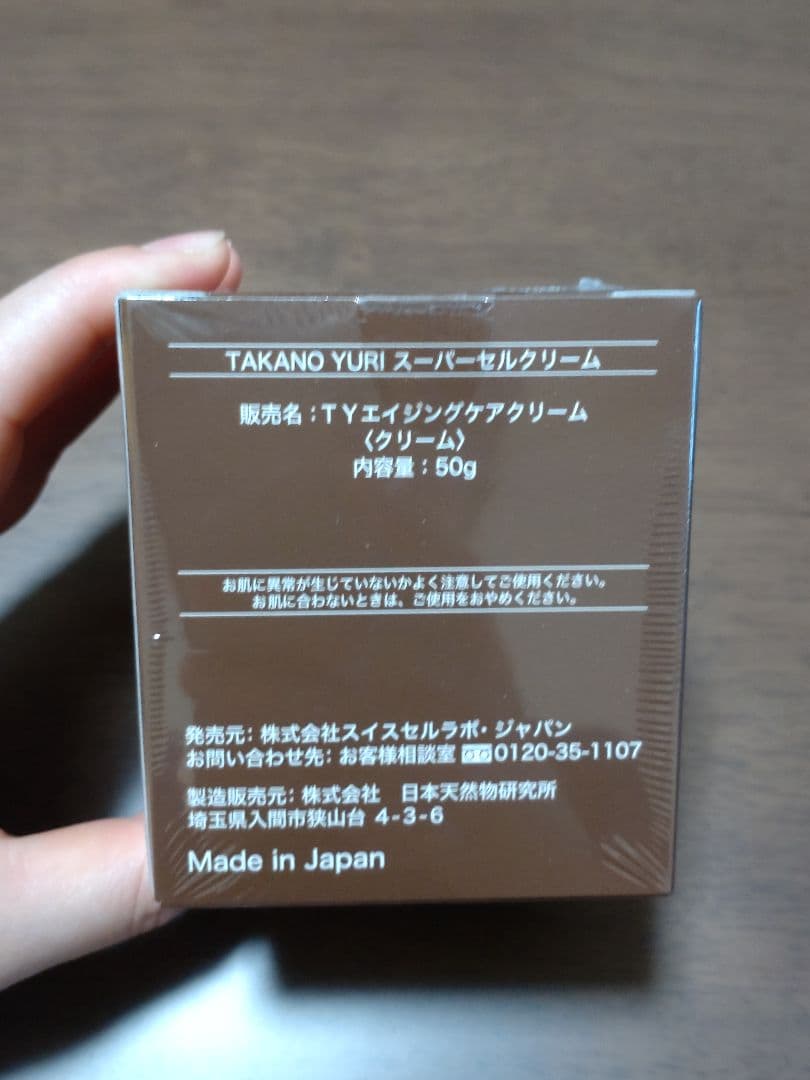 TAKANO YURI スーパーセルクリーム
販売名：ＴＹエイジングケアクリーム
〈クリーム〉
内容量：50g
お肌に異常が生じていないかよく注意してご使用ください。
お肌に合わないときは、ご使用をおやめください。
発売元：株式会社スイスセルラボ・ジャパン
お問い合わせ先：お客様相談室 0120-35-1107
製造販売元：株式会社　日本天然物研究所
埼玉県入間市狭山台 4-3-6
Made in Japan